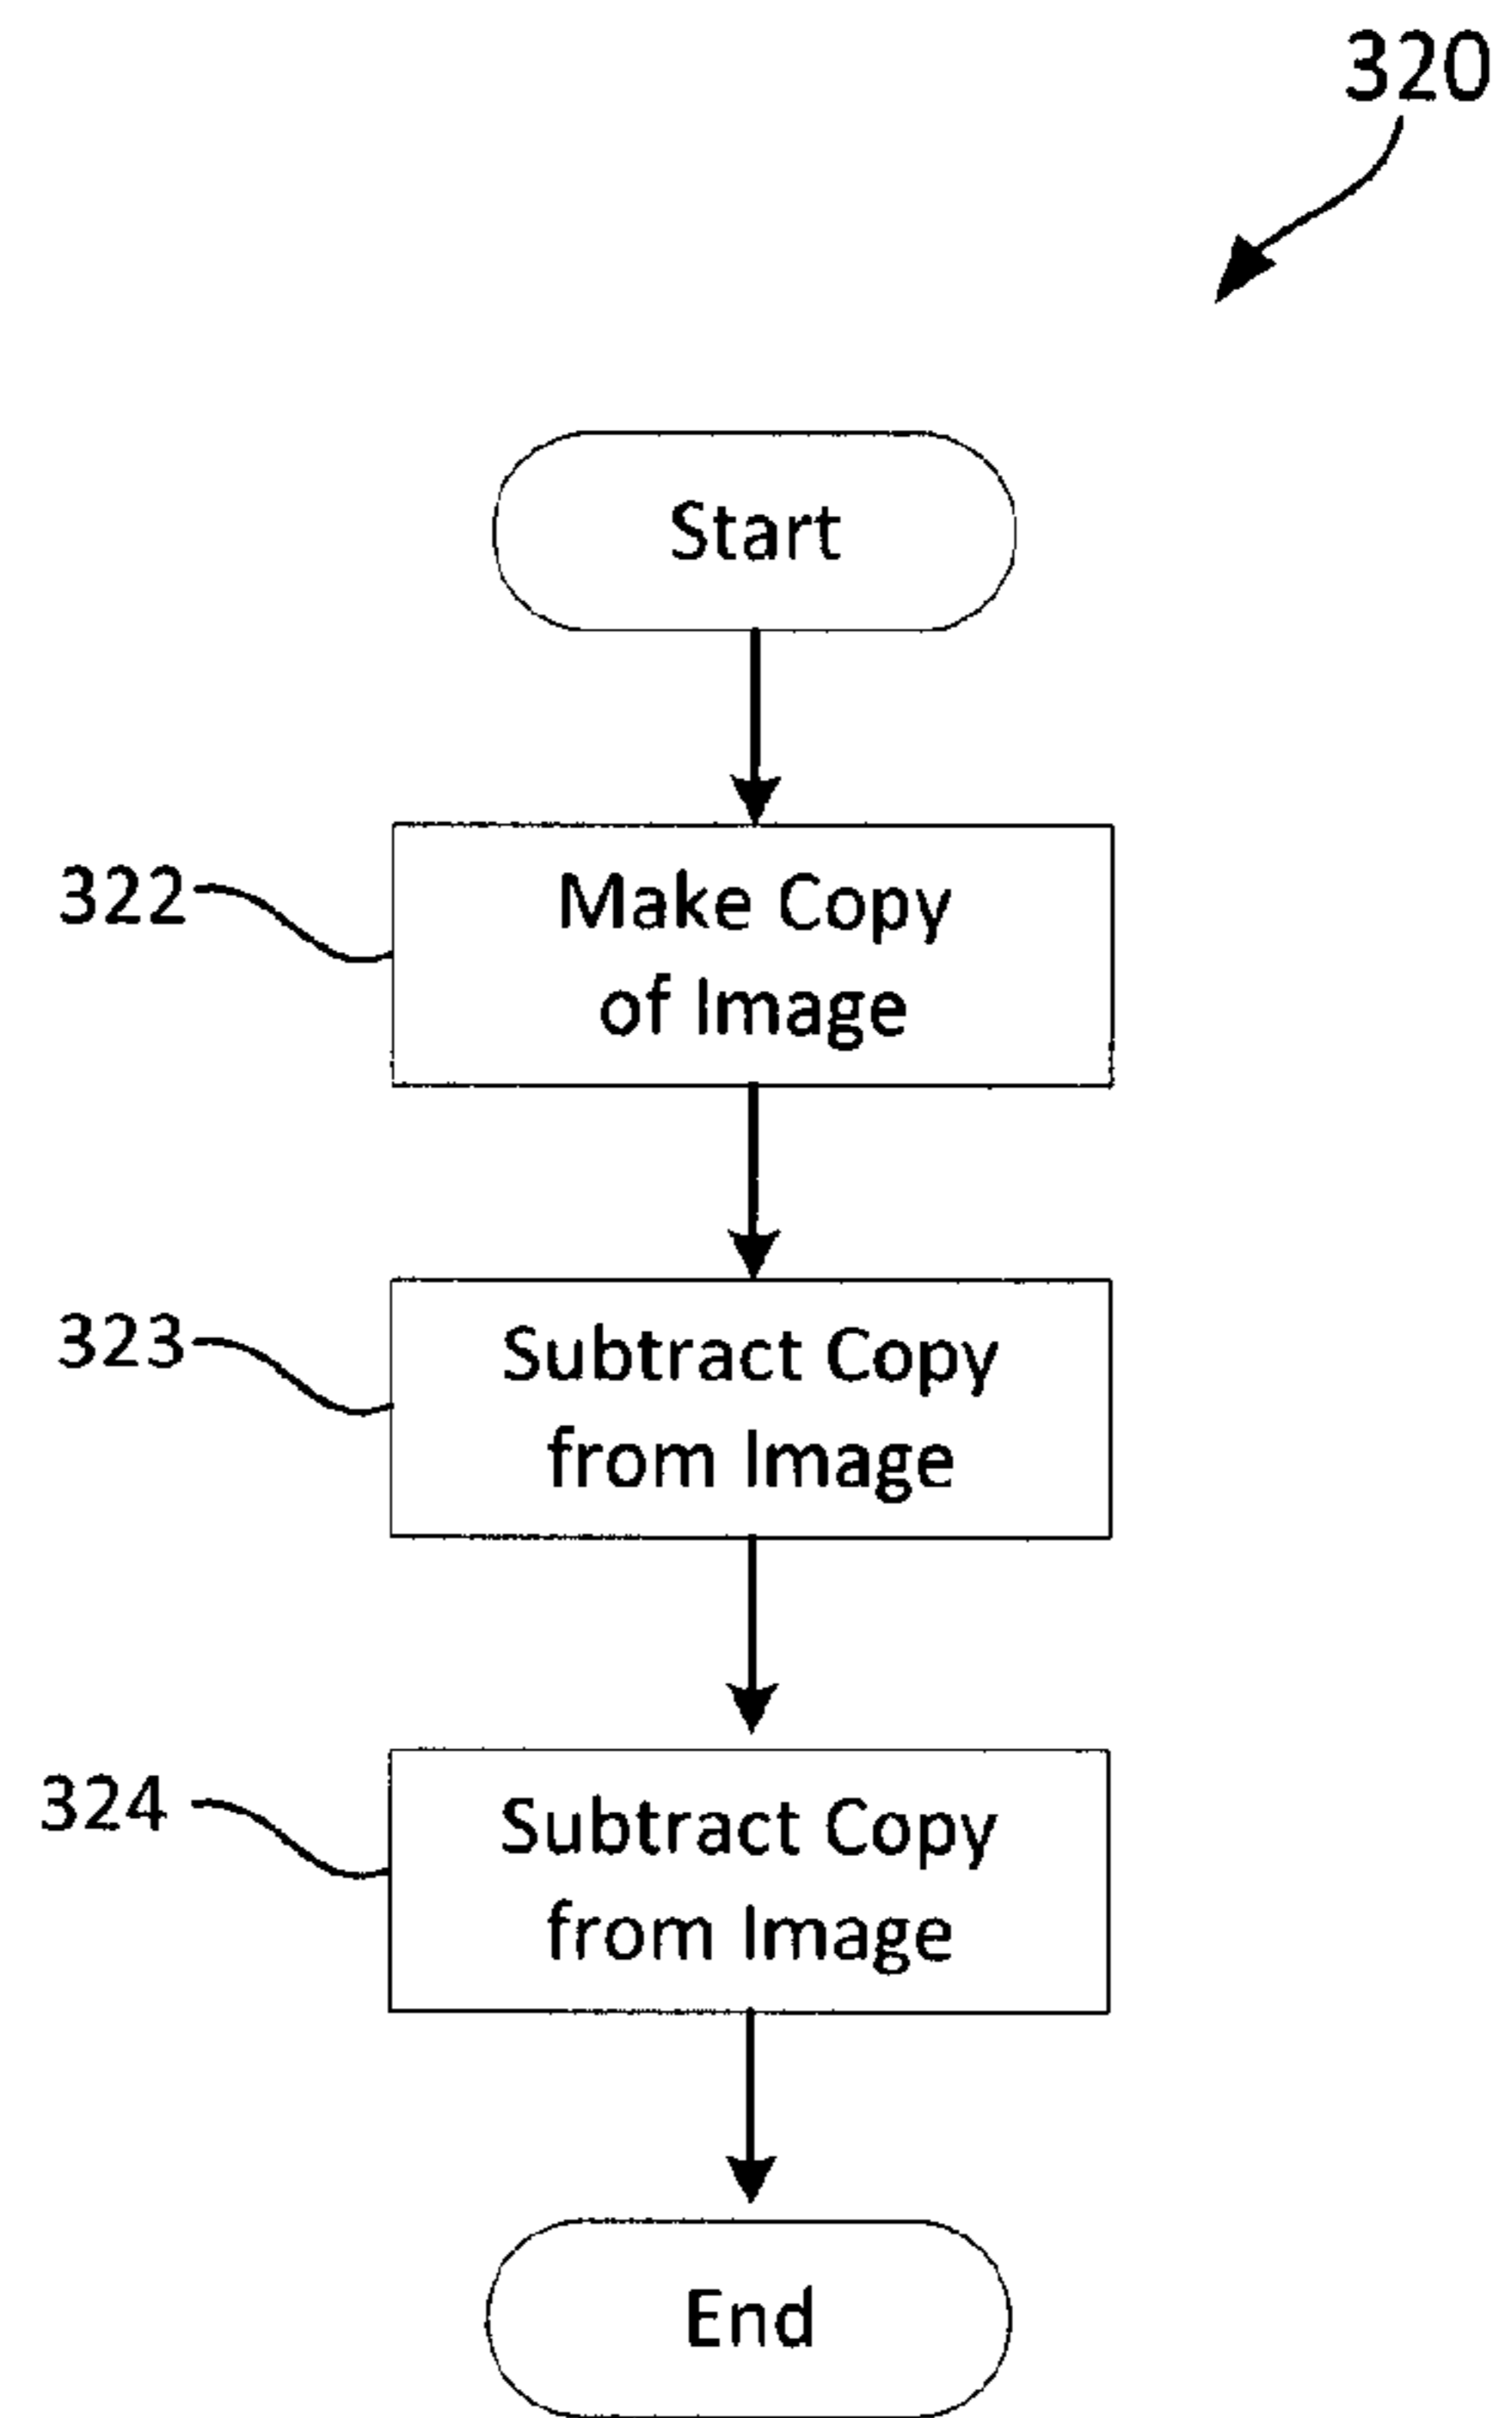 320
Start
322
Make Copy
of Image
323
Subtract Copy
from Image
324
Subtract Copy
from Image
End